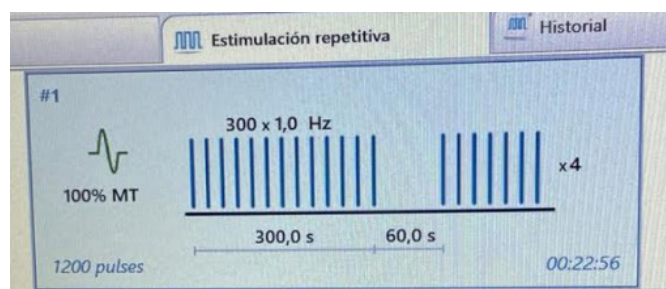 Estimulación repetitiva
Historial
#1
300 x 1,0 Hz
100% MT
x4
300,0 s
60,0 s
1200 pulses
00:22:56